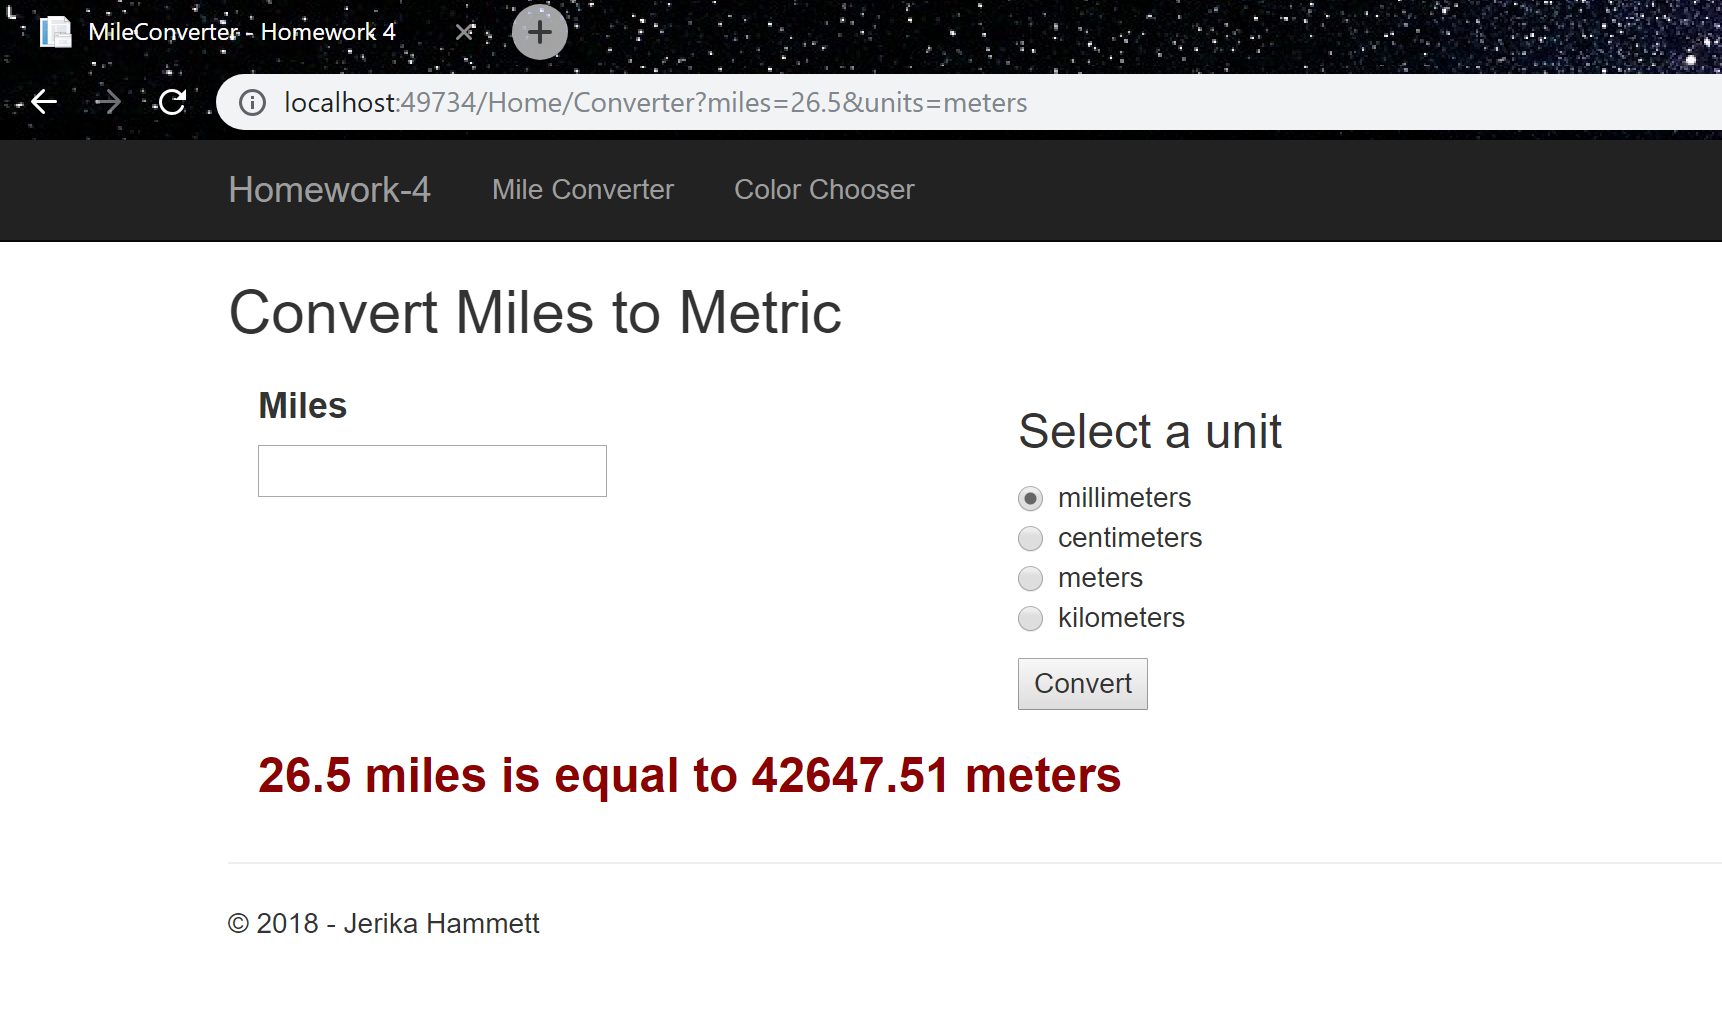 MileConverter - Homework 4
localhost:49734/Home/Converter?miles=26.5&units=meters
Homework-4 Mile Converter Color Chooser
Convert Miles to Metric
Miles
Select a unit
millimeters
centimeters
meters
kilometers
Convert
26.5 miles is equal to 42647.51 meters
© 2018 - Jerika Hammett